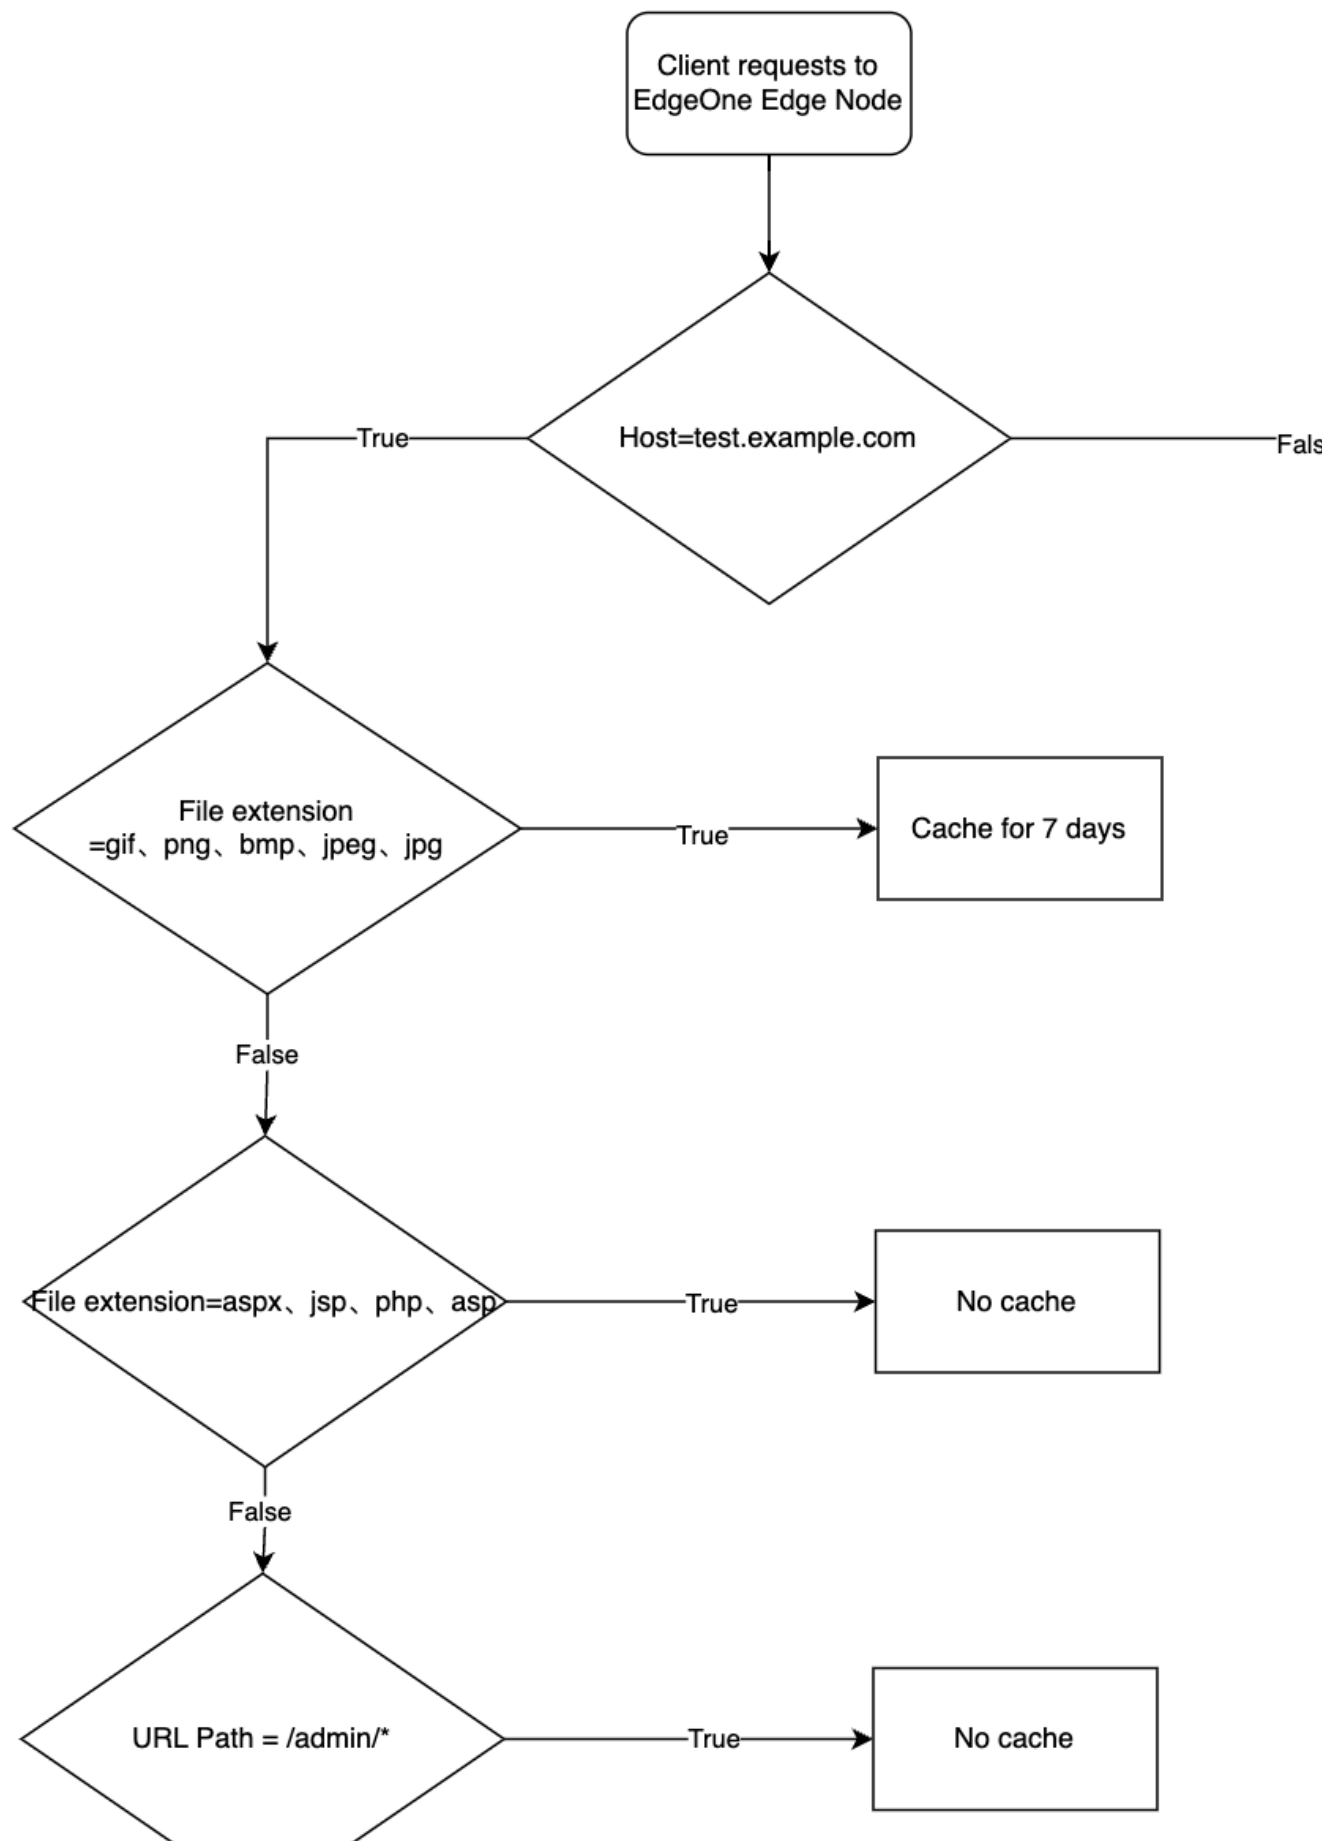 Client requests to
EdgeOne Edge Node
True
Host=test.example.com
Fals
File extension
=gif、png、bmp、jpeg、jpg
True
Cache for 7 days
False
File extension=aspx、jsp、php、asp
True
No cache
False
URL Path = /admin/*
True
No cache